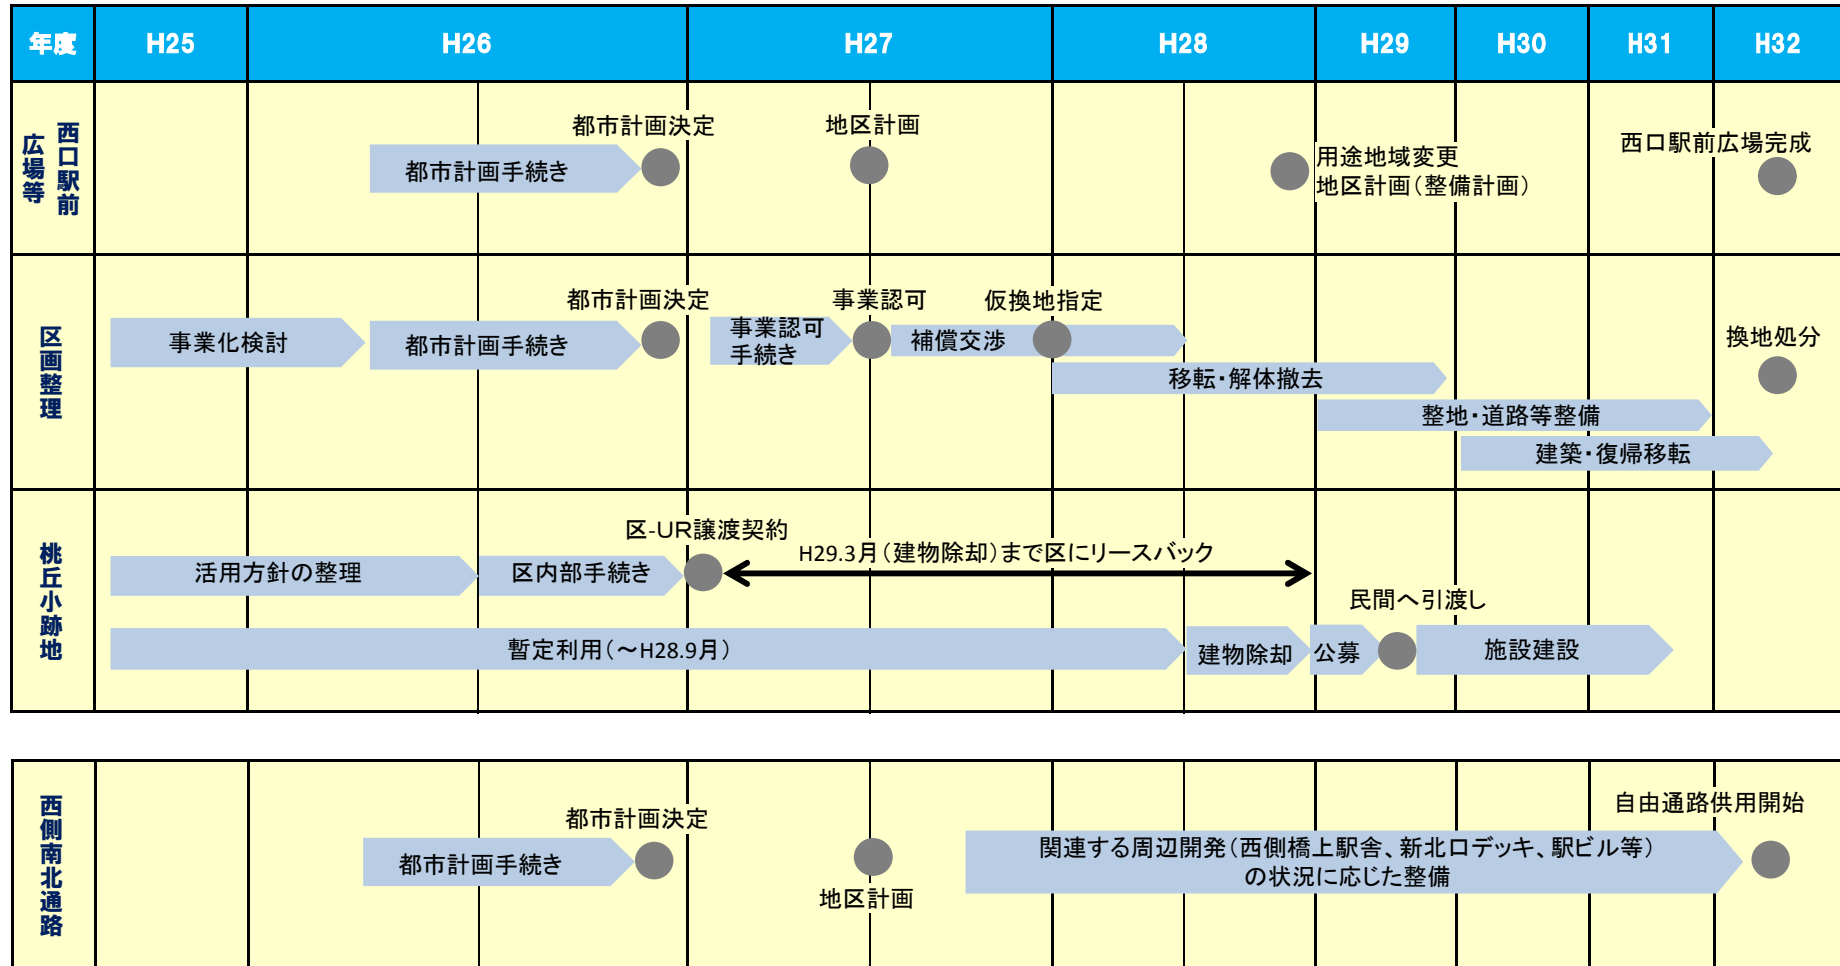 年度 H25 H26 H27 H28 H29 H30 H31 H32
西口駅前
広場等
都市計画手続き
都市計画決定
地区計画
用途地域変更
地区計画(整備計画)
西口駅前広場完成
区画整理
事業化検討
都市計画手続き
都市計画決定
事業認可
手続き
事業認可
補償交渉
仮換地指定
移転・解体撤去
整地・道路等整備
建築・復帰移転
換地処分
桃丘小跡地
活用方針の整理
区内部手続き
区-UR譲渡契約
H29.3月(建物除却)まで区にリースバック
暫定利用(~H28.9月)
建物除却
公募
民間へ引渡し
施設建設
西側南北通路
都市計画手続き
都市計画決定
地区計画
関連する周辺開発(西側橋上駅舎、新北口デッキ、駅ビル等)
の状況に応じた整備
自由通路供用開始